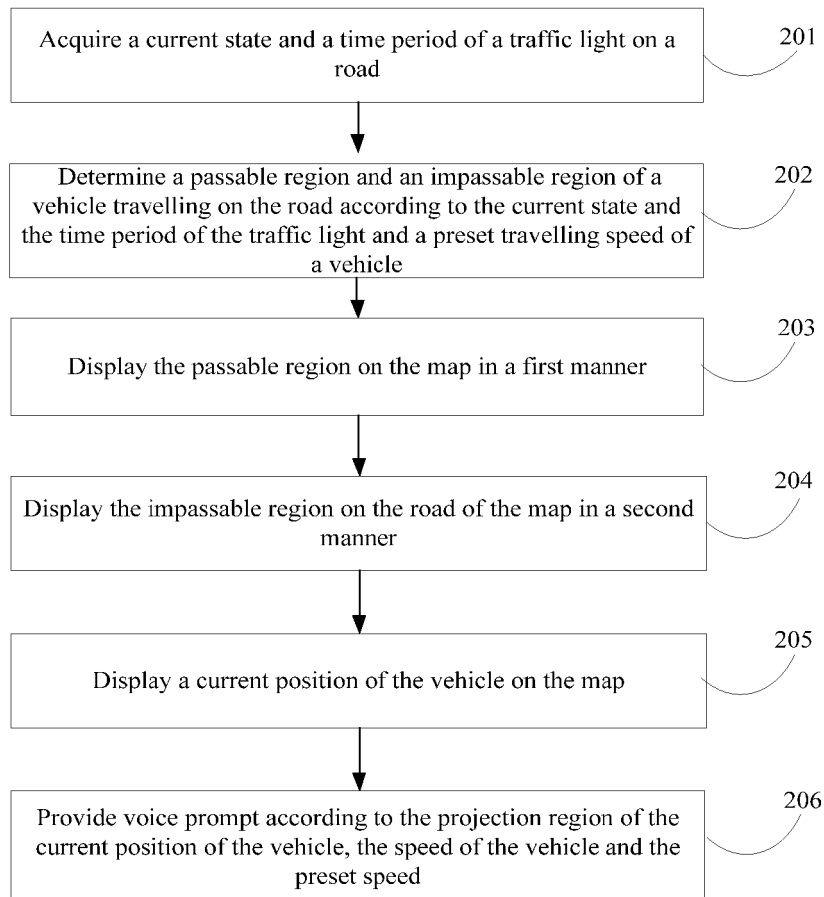 Acquire a current state and a time period of a traffic light on a
road
201
Determine a passable region and an impassable region of a
vehicle travelling on the road according to the current state and
the time period of the traffic light and a preset travelling speed of
a vehicle
202
Display the passable region on the map in a first manner
203
Display the impassable region on the road of the map in a second
manner
204
Display a current position of the vehicle on the map
205
Provide voice prompt according to the projection region of the
current position of the vehicle, the speed of the vehicle and the
preset speed
206